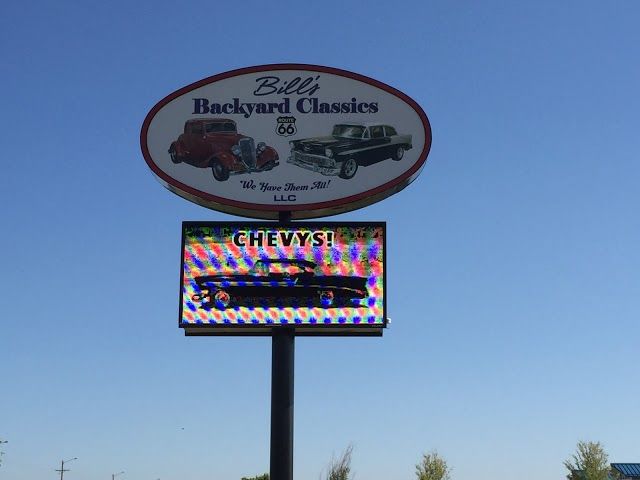 Bill's
Backyard Classics
ROUTE
66
"We Have Them All!
LLC
CHEVYS!